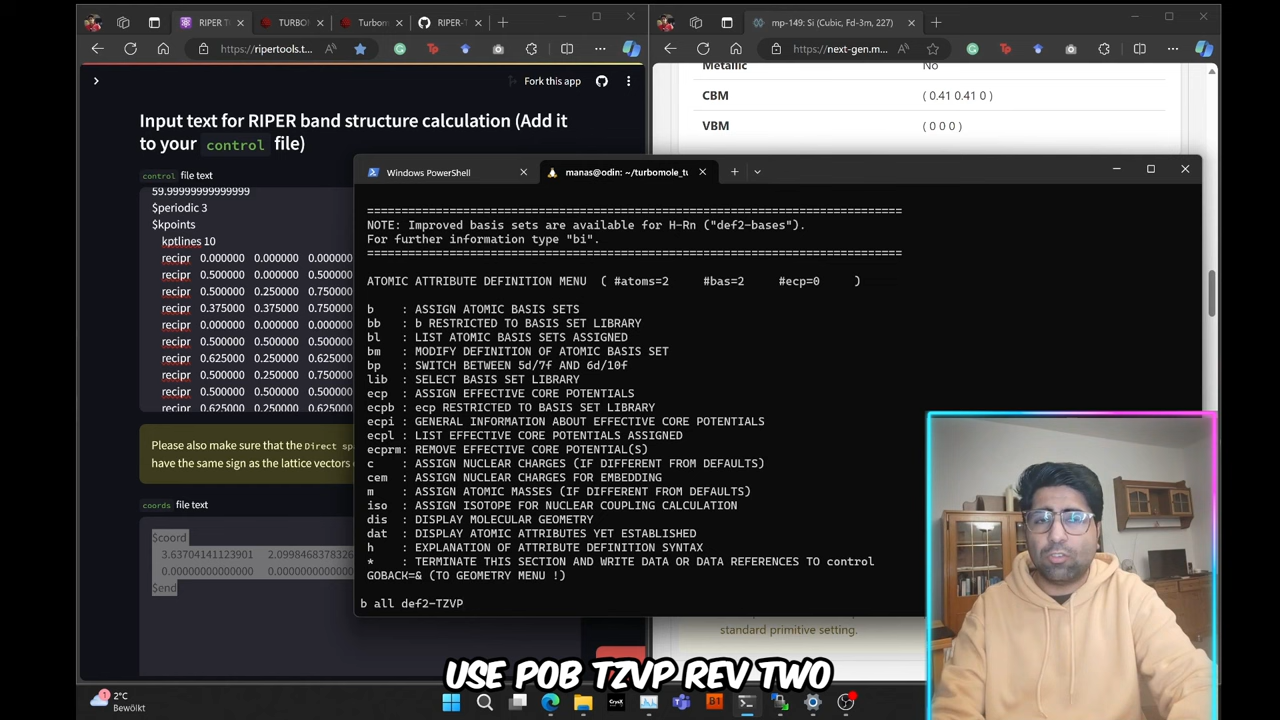 RIPER T
TURBO
Turbom
RIPER-T
mp-149: Si (Cubic, Fd-3m, 227)
https://ripertools.t...
https://next-gen.m...
Fork this app
Input text for RIPER band structure calculation (Add it
to your control file)
control file text
59.99999999999999
$periodic 3
$kpoints
kptlines 10
recipr 0.000000 0.000000 0.000000
recipr 0.500000 0.000000 0.500000
recipr 0.500000 0.250000 0.750000
recipr 0.375000 0.375000 0.750000
recipr 0.000000 0.000000 0.000000
recipr 0.500000 0.500000 0.500000
recipr 0.625000 0.250000 0.625000
recipr 0.500000 0.250000 0.750000
recipr 0.500000 0.500000 0.500000
recipr 0.625000 0.250000 0.625000
Please also make sure that the Direct sp
have the same sign as the lattice vectors
coords file text
$coord
3.63704141123901 2.0998468378326
0.00000000000000 0.0000000000000
$end
Metallic No
CBM ( 0.41 0.41 0 )
VBM ( 0 0 0 )
Windows PowerShell
manas@odin: ~/turbomole_tu
NOTE: Improved basis sets are available for H-Rn ("def2-bases").
For further information type "bi".
ATOMIC ATTRIBUTE DEFINITION MENU ( #atoms=2 #bas=2 #ecp=0 )
b : ASSIGN ATOMIC BASIS SETS
bb : b RESTRICTED TO BASIS SET LIBRARY
bl : LIST ATOMIC BASIS SETS ASSIGNED
bm : MODIFY DEFINITION OF ATOMIC BASIS SET
bp : SWITCH BETWEEN 5d/7f AND 6d/10f
lib : SELECT BASIS SET LIBRARY
ecp : ASSIGN EFFECTIVE CORE POTENTIALS
ecpb : ecp RESTRICTED TO BASIS SET LIBRARY
ecpi : GENERAL INFORMATION ABOUT EFFECTIVE CORE POTENTIALS
ecpl : LIST EFFECTIVE CORE POTENTIALS ASSIGNED
ecprm: REMOVE EFFECTIVE CORE POTENTIAL(S)
c : ASSIGN NUCLEAR CHARGES (IF DIFFERENT FROM DEFAULTS)
cem : ASSIGN NUCLEAR CHARGES FOR EMBEDDING
m : ASSIGN ATOMIC MASSES (IF DIFFERENT FROM DEFAULTS)
iso : ASSIGN ISOTOPE FOR NUCLEAR COUPLING CALCULATION
dis : DISPLAY MOLECULAR GEOMETRY
dat : DISPLAY ATOMIC ATTRIBUTES YET ESTABLISHED
h : EXPLANATION OF ATTRIBUTE DEFINITION SYNTAX
* : TERMINATE THIS SECTION AND WRITE DATA OR DATA REFERENCES TO control
GOBACK=& (TO GEOMETRY MENU !)
b all def2-TZVP
standard primitive setting.
USE POB TZVP REV TWO
2°C
Bewölkt